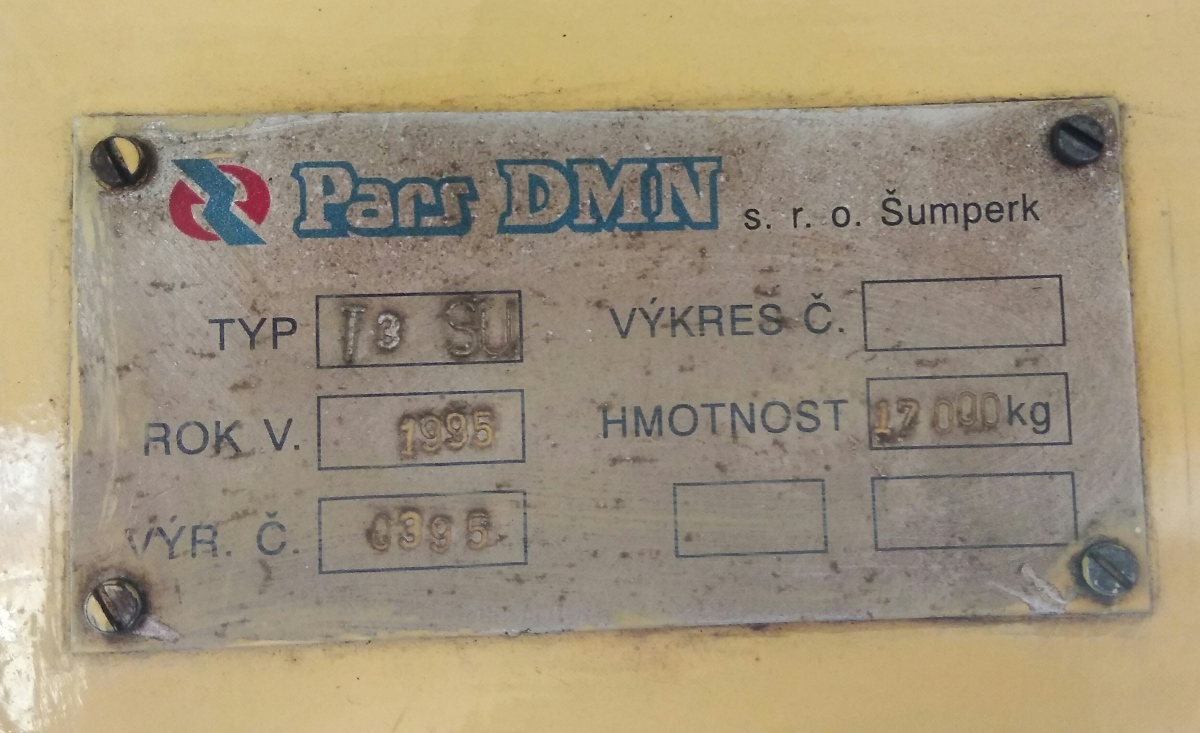 Pars DMN s. r. o. Šumperk
TYP T3 SU VÝKRES Č.
ROK V. 1995 HMOTNOST 17 000 kg
VÝR. Č. 0395